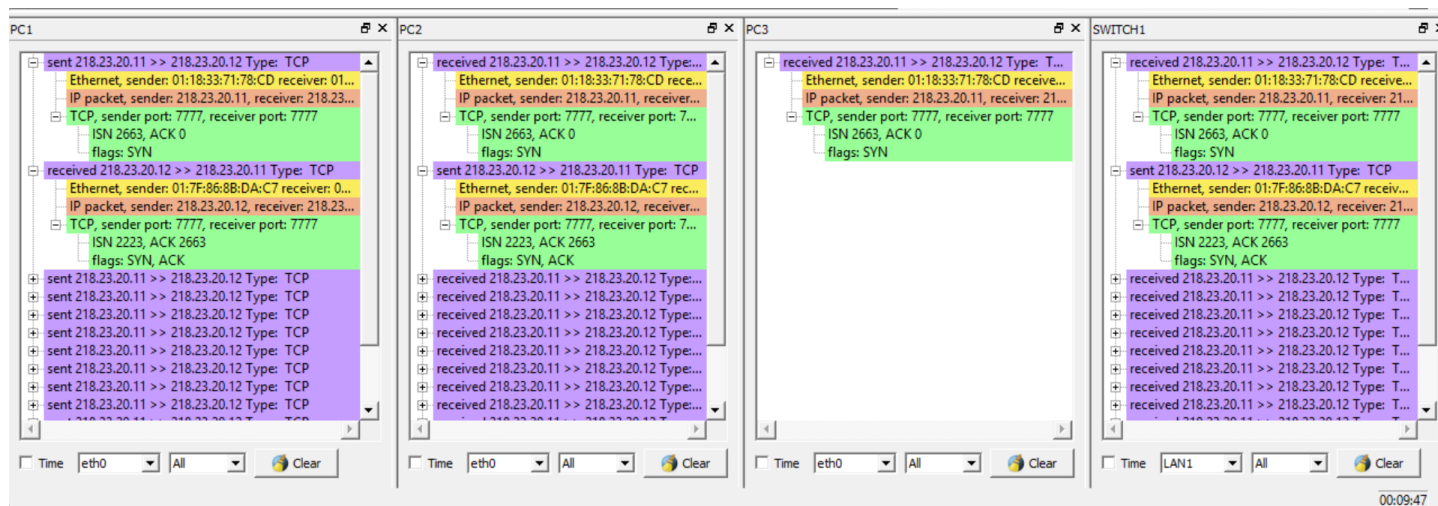 PC1
sent 218.23.20.11 >> 218.23.20.12 Type: TCP
Ethernet, sender: 01:18:33:71:78:CD receiver: 01...
IP packet, sender: 218.23.20.11, receiver: 218.23...
TCP, sender port: 7777, receiver port: 7777
ISN 2663, ACK 0
flags: SYN
received 218.23.20.12 >> 218.23.20.11 Type: TCP
Ethernet, sender: 01:7F:86:8B:DA:C7 receiver: 0...
IP packet, sender: 218.23.20.12, receiver: 218.23...
TCP, sender port: 7777, receiver port: 7777
ISN 2223, ACK 2663
flags: SYN, ACK
sent 218.23.20.11 >> 218.23.20.12 Type: TCP
sent 218.23.20.11 >> 218.23.20.12 Type: TCP
sent 218.23.20.11 >> 218.23.20.12 Type: TCP
sent 218.23.20.11 >> 218.23.20.12 Type: TCP
sent 218.23.20.11 >> 218.23.20.12 Type: TCP
sent 218.23.20.11 >> 218.23.20.12 Type: TCP
sent 218.23.20.11 >> 218.23.20.12 Type: TCP
sent 218.23.20.11 >> 218.23.20.12 Type: TCP
Time eth0 All Clear
PC2
received 218.23.20.11 >> 218.23.20.12 Type:...
Ethernet, sender: 01:18:33:71:78:CD rece...
IP packet, sender: 218.23.20.11, receiver...
TCP, sender port: 7777, receiver port: 7...
ISN 2663, ACK 0
flags: SYN
sent 218.23.20.12 >> 218.23.20.11 Type: TCP
Ethernet, sender: 01:7F:86:8B:DA:C7 rec...
IP packet, sender: 218.23.20.12, receiver...
TCP, sender port: 7777, receiver port: 7...
ISN 2223, ACK 2663
flags: SYN, ACK
received 218.23.20.11 >> 218.23.20.12 Type:...
received 218.23.20.11 >> 218.23.20.12 Type:...
received 218.23.20.11 >> 218.23.20.12 Type:...
received 218.23.20.11 >> 218.23.20.12 Type:...
received 218.23.20.11 >> 218.23.20.12 Type:...
received 218.23.20.11 >> 218.23.20.12 Type:...
received 218.23.20.11 >> 218.23.20.12 Type:...
received 218.23.20.11 >> 218.23.20.12 Type:...
Time eth0 All Clear
PC3
received 218.23.20.11 >> 218.23.20.12 Type: T...
Ethernet, sender: 01:18:33:71:78:CD receive...
IP packet, sender: 218.23.20.11, receiver: 21...
TCP, sender port: 7777, receiver port: 7777
ISN 2663, ACK 0
flags: SYN
Time eth0 All Clear
SWITCH1
received 218.23.20.11 >> 218.23.20.12 Type: T...
Ethernet, sender: 01:18:33:71:78:CD receive...
IP packet, sender: 218.23.20.11, receiver: 21...
TCP, sender port: 7777, receiver port: 7777
ISN 2663, ACK 0
flags: SYN
sent 218.23.20.12 >> 218.23.20.11 Type: TCP
Ethernet, sender: 01:7F:86:8B:DA:C7 receiv...
IP packet, sender: 218.23.20.12, receiver: 21...
TCP, sender port: 7777, receiver port: 7777
ISN 2223, ACK 2663
flags: SYN, ACK
received 218.23.20.11 >> 218.23.20.12 Type: T...
received 218.23.20.11 >> 218.23.20.12 Type: T...
received 218.23.20.11 >> 218.23.20.12 Type: T...
received 218.23.20.11 >> 218.23.20.12 Type: T...
received 218.23.20.11 >> 218.23.20.12 Type: T...
received 218.23.20.11 >> 218.23.20.12 Type: T...
received 218.23.20.11 >> 218.23.20.12 Type: T...
received 218.23.20.11 >> 218.23.20.12 Type: T...
Time LAN1 All Clear
00:09:47